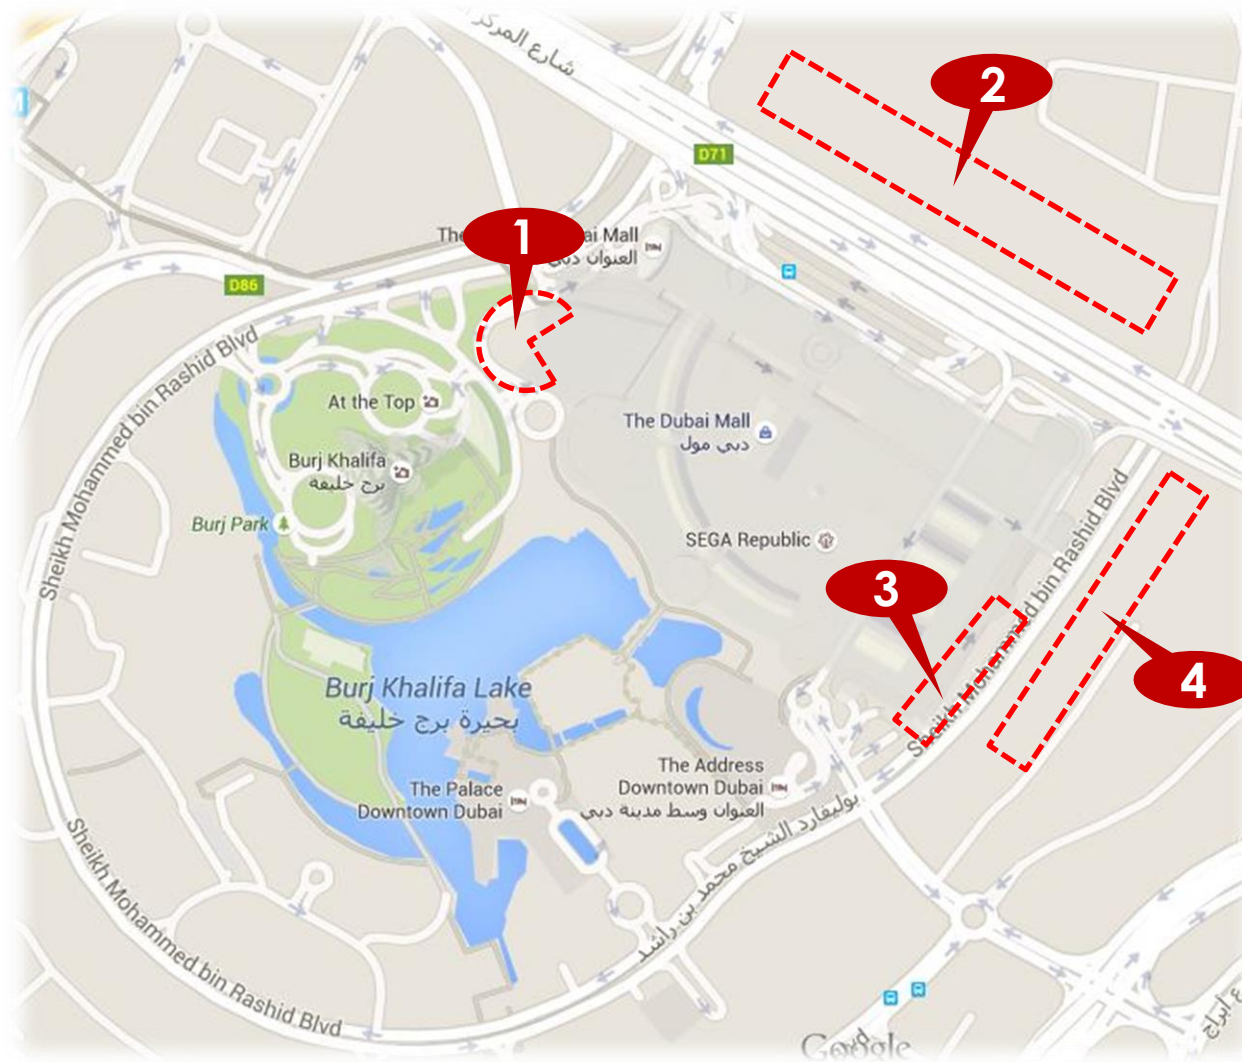 شارع المركز
2
D71
1
The
ai Mall
العنوان دبي
D86
Sheikh Mohammed bin Rashid Blvd
At the Top
The Dubai Mall
دبي مول
Burj Khalifa
برج خليفة
Burj Park
SEGA Republic
Sheikh Mohammed bin Rashid Blvd
3
4
Burj Khalifa Lake
بحيرة برج خليفة
The Address
Downtown Dubai
العنوان وسط مدينة دبي
The Palace
Downtown Dubai
بوليفارد الشيخ محمد بن راشد
Sheikh Mohammed bin Rashid Blvd
Google